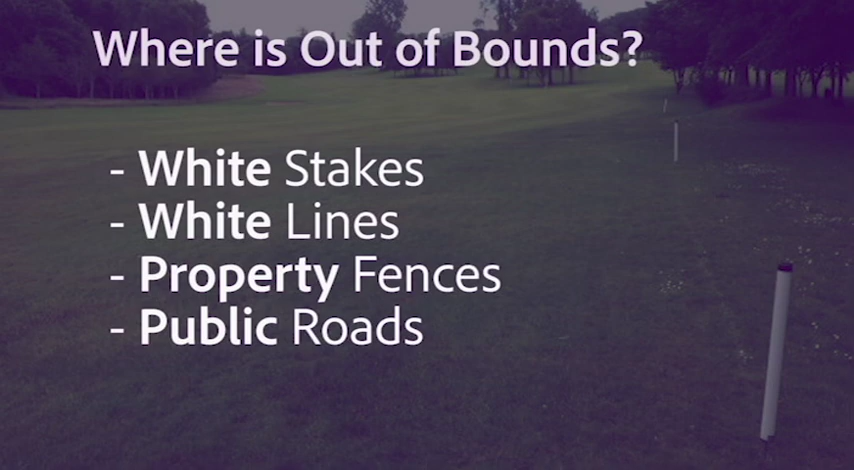 Where is Out of Bounds?
- White Stakes
- White Lines
- Property Fences
- Public Roads